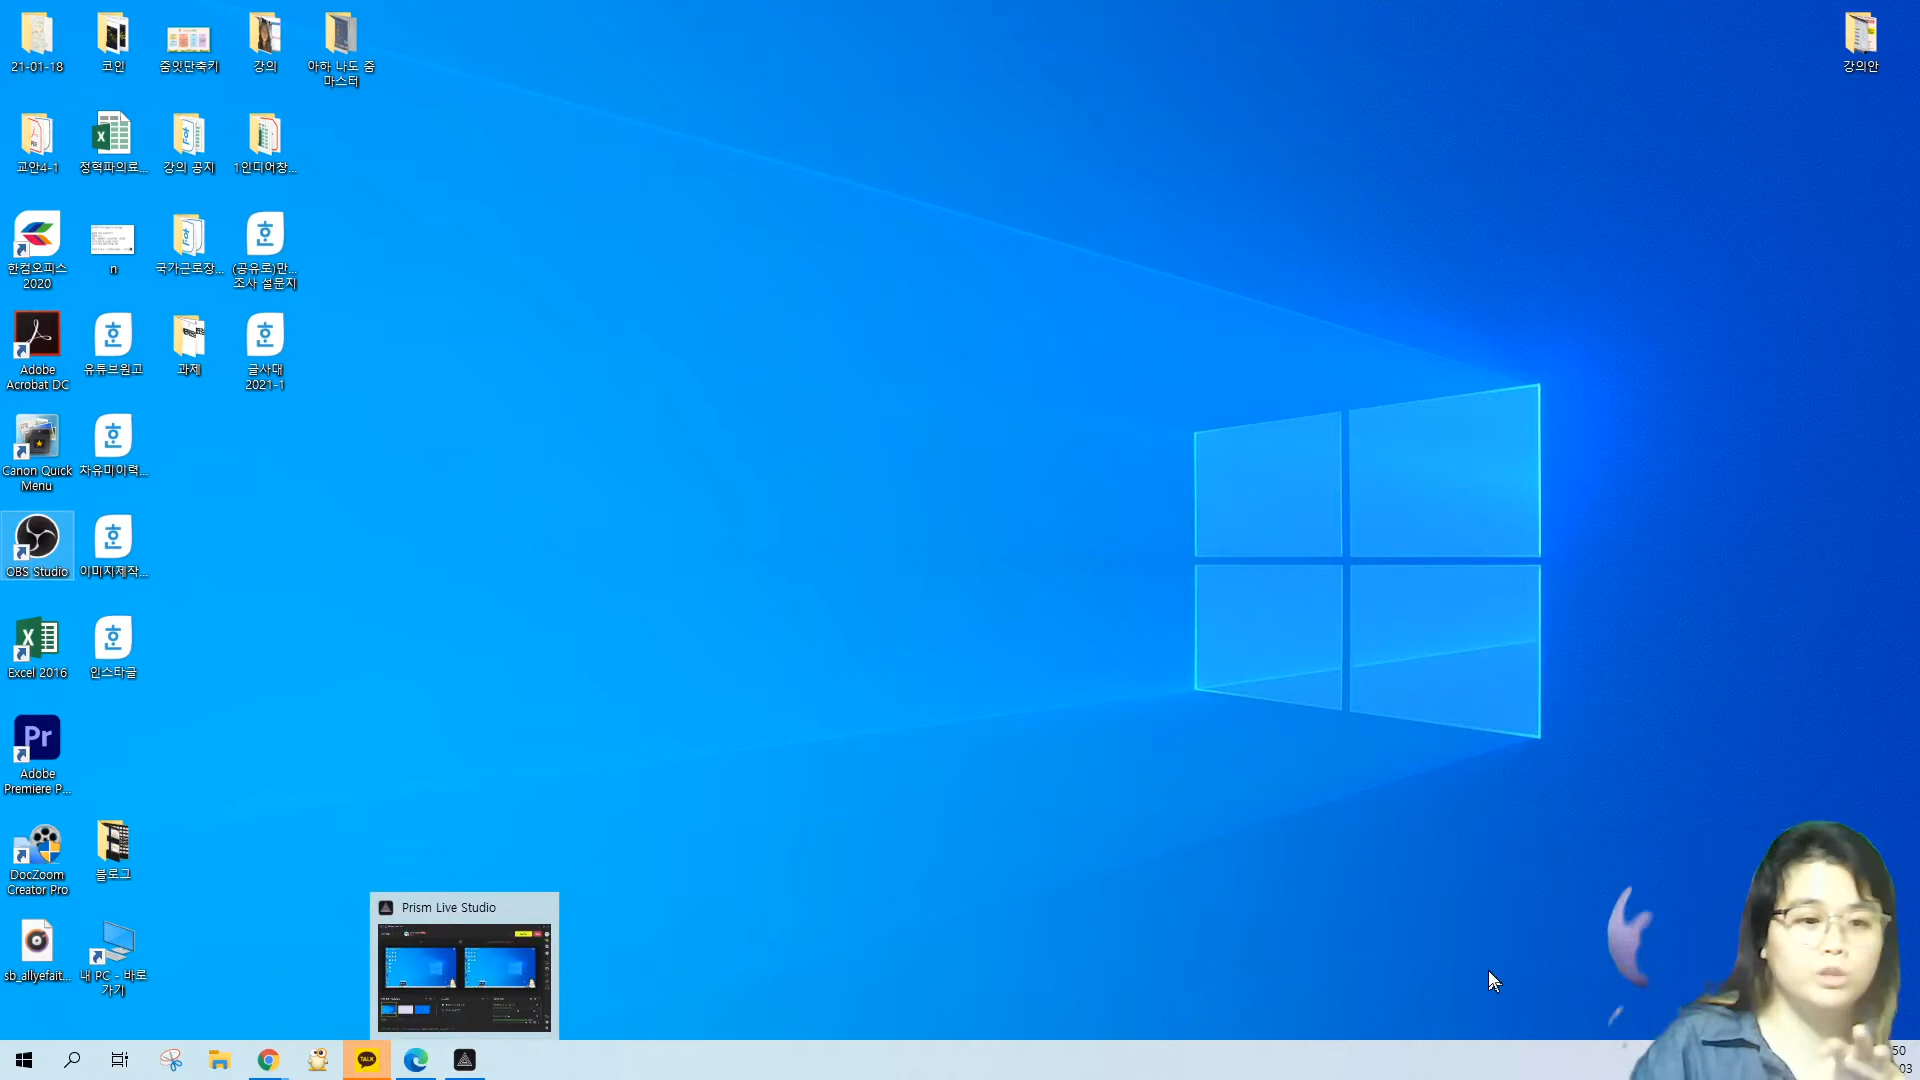 21-01-18
코인
줌잇단축키
강의
아하 나도 줌
마스터
강의안
교안4-1
정혁파의료...
강의 공지
1인디어창...
한컴오피스
2020
n
국가근로장...
(공유로)만...
조사 설문지
Adobe
Acrobat DC
유튜브원고
과제
글사대
2021-1
Canon Quick
Menu
자유미이력...
OBS Studio
이미지제작...
Excel 2016
인스타글
Pr
Adobe
Premiere P...
DocZoom
Creator Pro
블로그
sb_allyefait...
내 PC - 바로
가기
Prism Live Studio
TALK
50
03